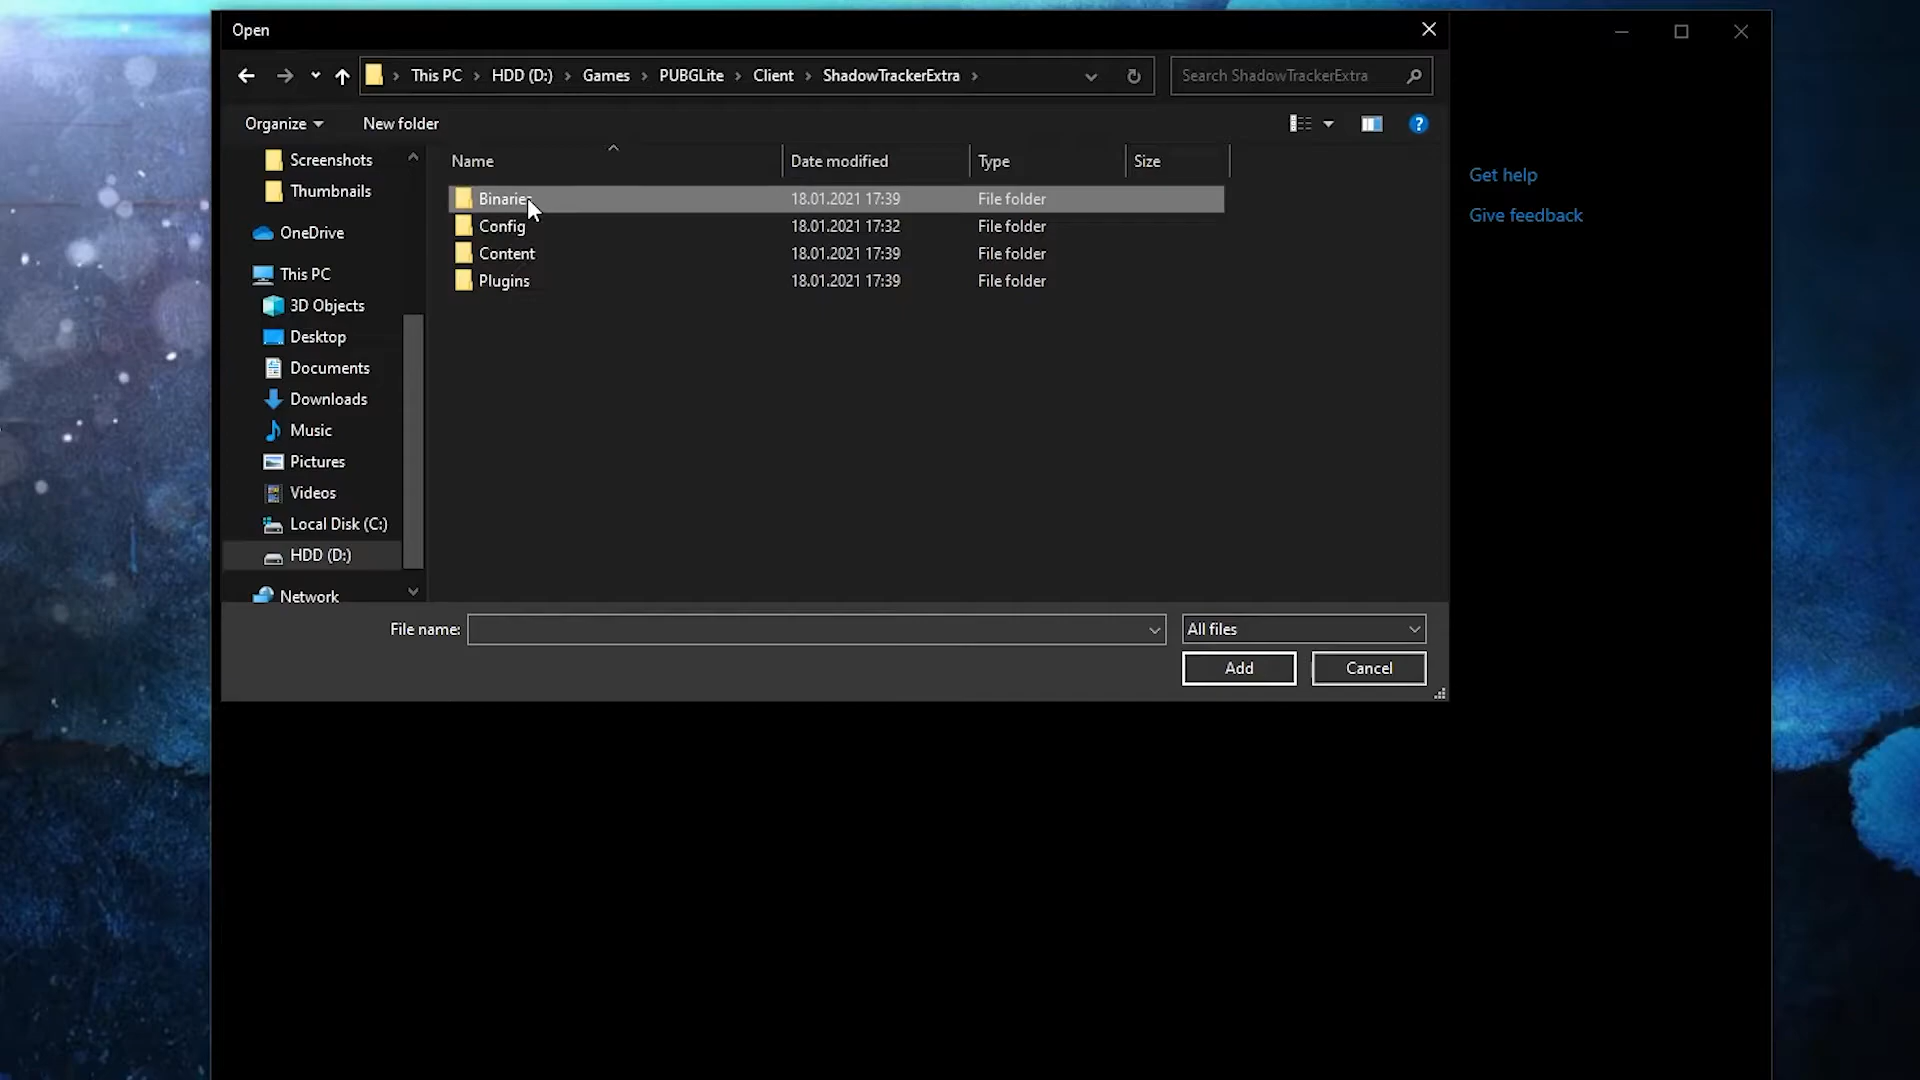 Open
This PC > HDD (D:) > Games > PUBGLite > Client > ShadowTrackerExtra >
Search ShadowTrackerExtra
Organize
New folder
Name
Date modified
Type
Size
Screenshots
Thumbnails
OneDrive
This PC
3D Objects
Desktop
Documents
Downloads
Music
Pictures
Videos
Local Disk (C:)
HDD (D:)
Network
Binaries 18.01.2021 17:39 File folder
Config 18.01.2021 17:32 File folder
Content 18.01.2021 17:39 File folder
Plugins 18.01.2021 17:39 File folder
Get help
Give feedback
File name:
All files
Add
Cancel